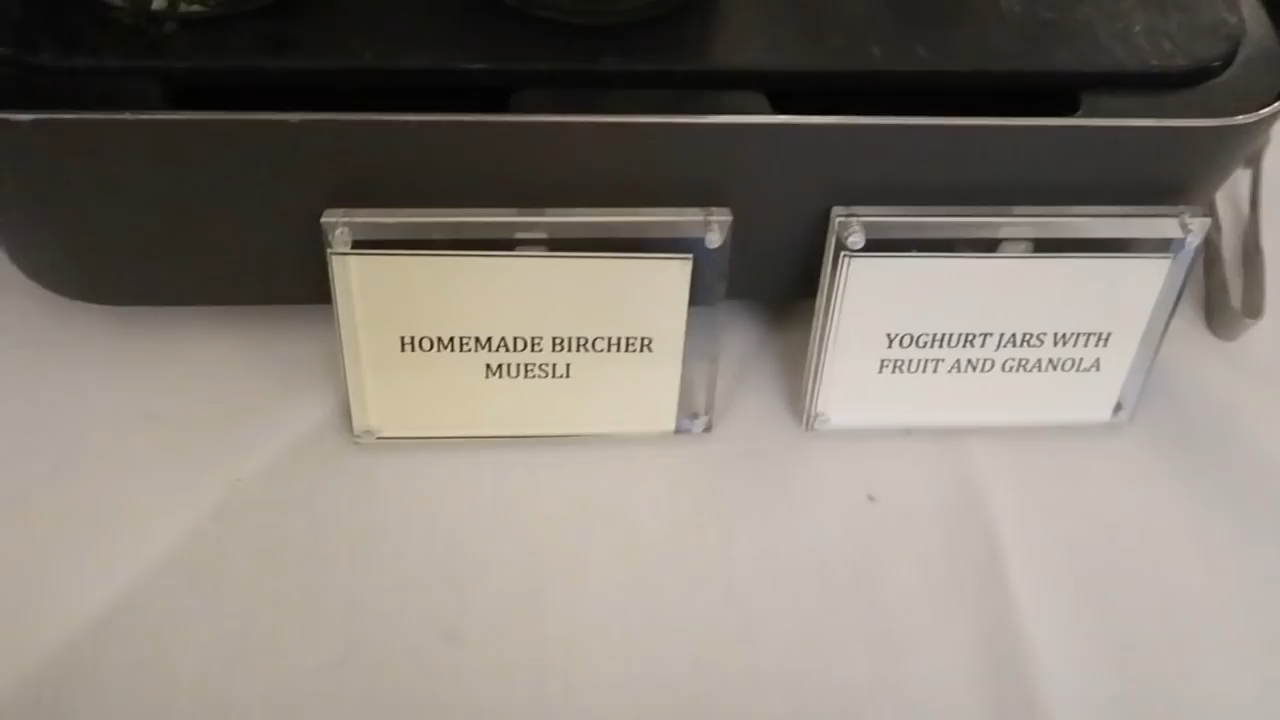 HOMEMADE BIRCHER
MUESLI
YOGHURT JARS WITH
FRUIT AND GRANOLA